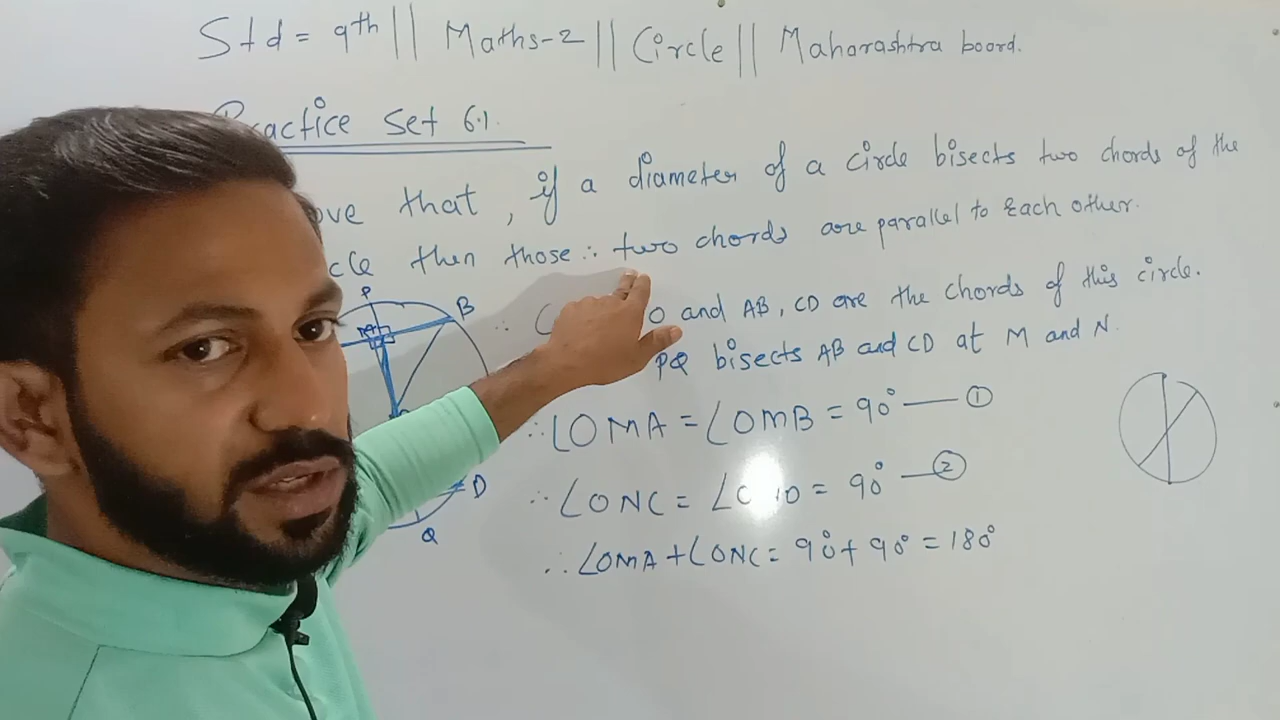 Std = 9th || Maths-2 || Circle || Maharashtra board.
Practice Set 6.1.
that, if a diameter of a circle bisects two chords of the
then those ∴ two chords are parallel to Each other.
P
B
∴ and AB, CD are the chords of this circle.
PQ bisects AB and CD at M and N.
∴ ∠OMA = ∠OMB = 90° — ①
∴ ∠ONC = 90° — ②
D
Q
∴ ∠OMA + ∠ONC = 90° + 90° = 180°